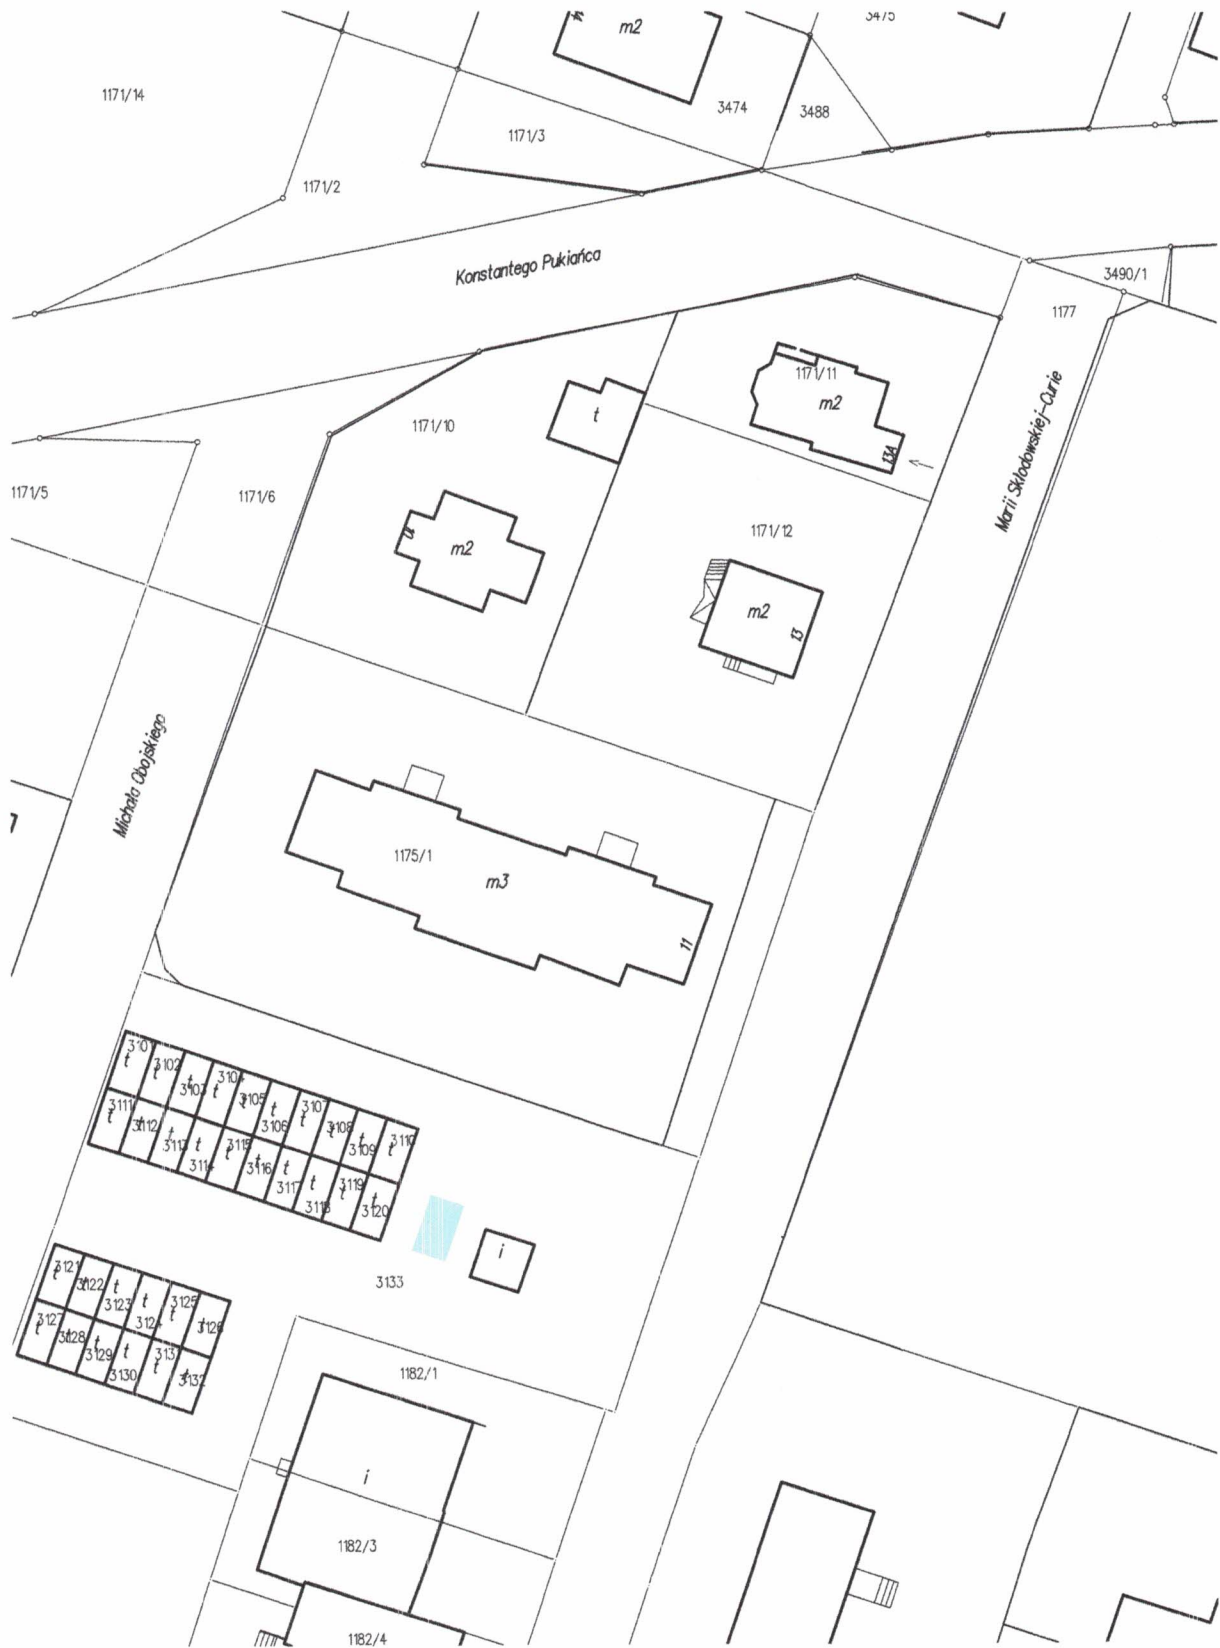 m2
3475
1171/14
3474
3488
1171/3
1171/2
Konstantego Pukiańca
3490/1
1177
1171/11
m2
13A
Marii Skłodowskiej-Curie
t
1171/10
1171/5
1171/6
10
m2
1171/12
m2
13
Michała Obojskiego
1175/1
m3
11
3101
t
3102
t
3103
t
3104
t
3105
t
3106
t
3107
t
3108
t
3109
t
3110
t
3111
t
3112
t
3113
t
3114
t
3115
t
3116
t
3117
t
3118
t
3119
t
3120
t
i
3133
3121
t
3122
t
3123
t
3124
t
3125
t
3126
t
3127
t
3128
t
3129
t
3130
t
3131
t
3132
t
1182/1
i
1182/3
1182/4